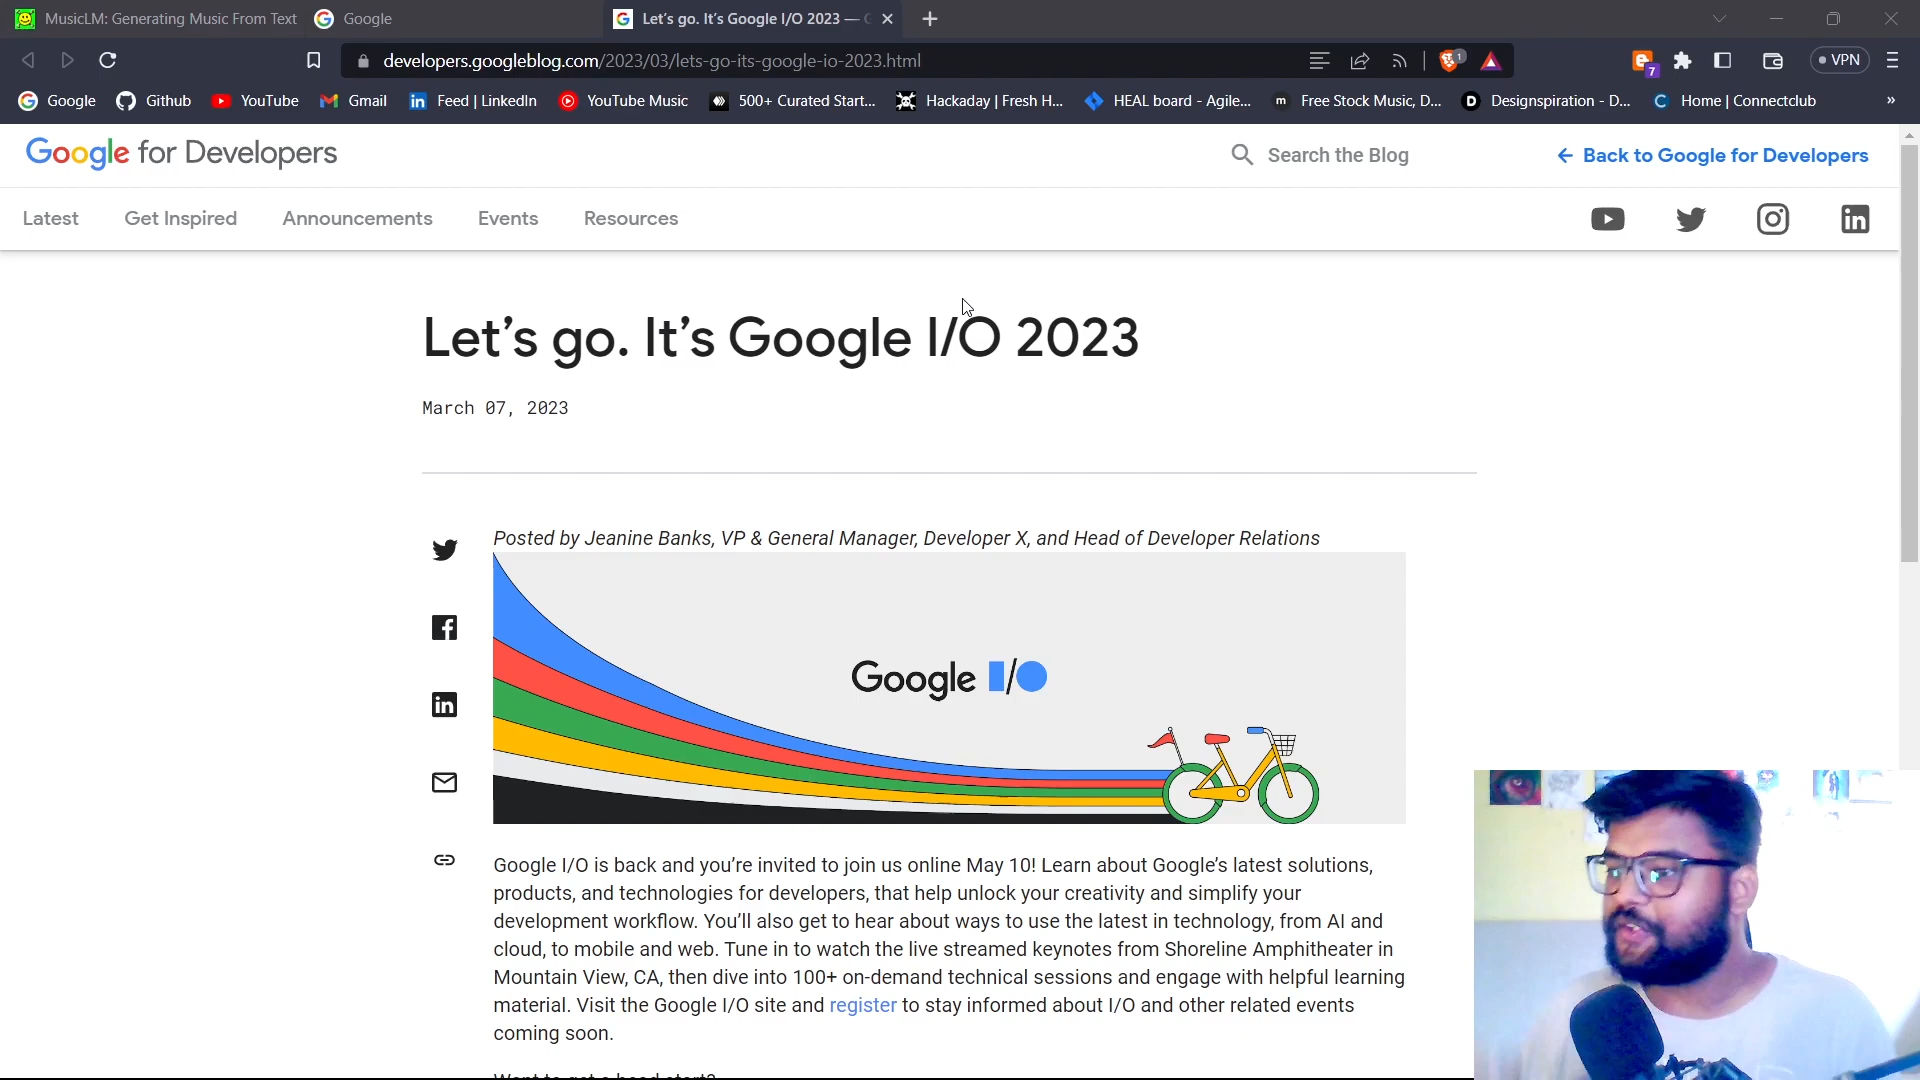 MusicLM: Generating Music From Text
Google
Let's go. It's Google I/O 2023 —
developers.googleblog.com/2023/03/lets-go-its-google-io-2023.html
1
7
VPN
Google
Github
YouTube
Gmail
Feed | LinkedIn
YouTube Music
500+ Curated Start...
Hackaday | Fresh H...
HEAL board - Agile...
Free Stock Music, D...
Designspiration - D...
Home | Connectclub
»
Google for Developers
Search the Blog
Back to Google for Developers
Latest
Get Inspired
Announcements
Events
Resources
Let's go. It's Google I/O 2023
March 07, 2023
Posted by Jeanine Banks, VP & General Manager, Developer X, and Head of Developer Relations
Google I/O
Google I/O is back and you're invited to join us online May 10! Learn about Google's latest solutions,
products, and technologies for developers, that help unlock your creativity and simplify your
development workflow. You'll also get to hear about ways to use the latest in technology, from AI and
cloud, to mobile and web. Tune in to watch the live streamed keynotes from Shoreline Amphitheater in
Mountain View, CA, then dive into 100+ on-demand technical sessions and engage with helpful learning
material. Visit the Google I/O site and register to stay informed about I/O and other related events
coming soon.